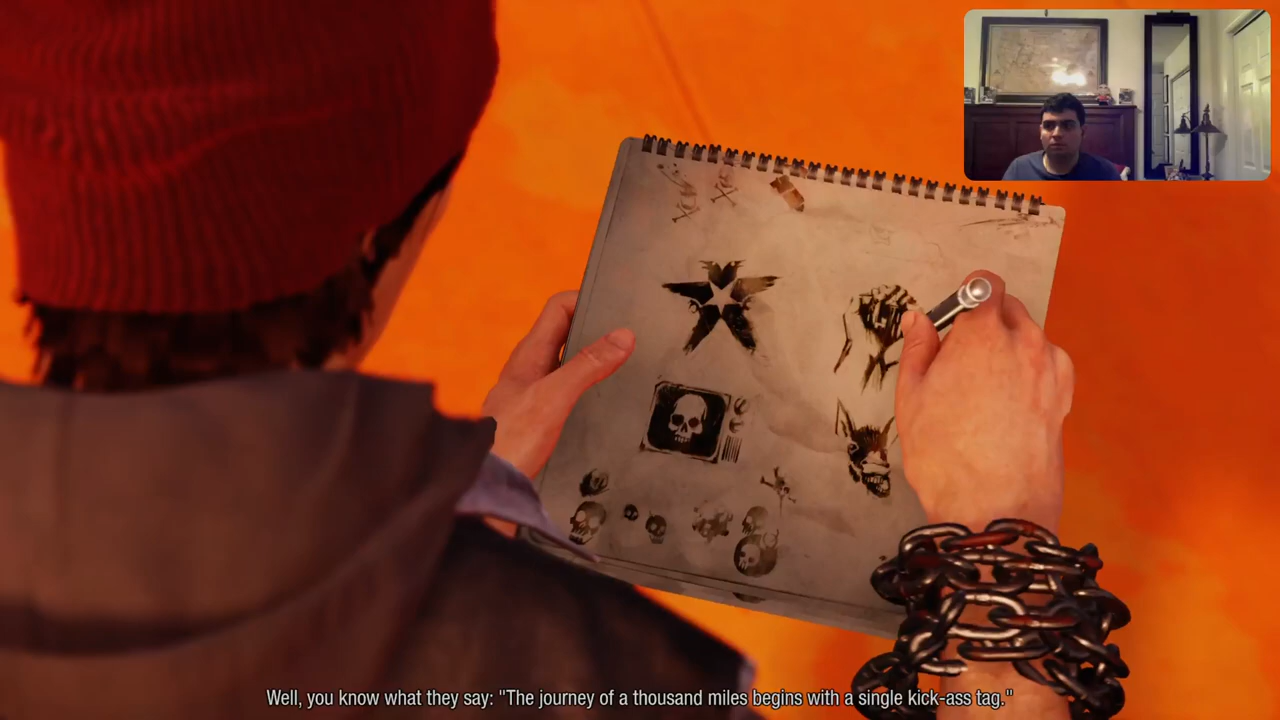 Well, you know what they say: "The journey of a thousand miles begins with a single kick-ass tag."